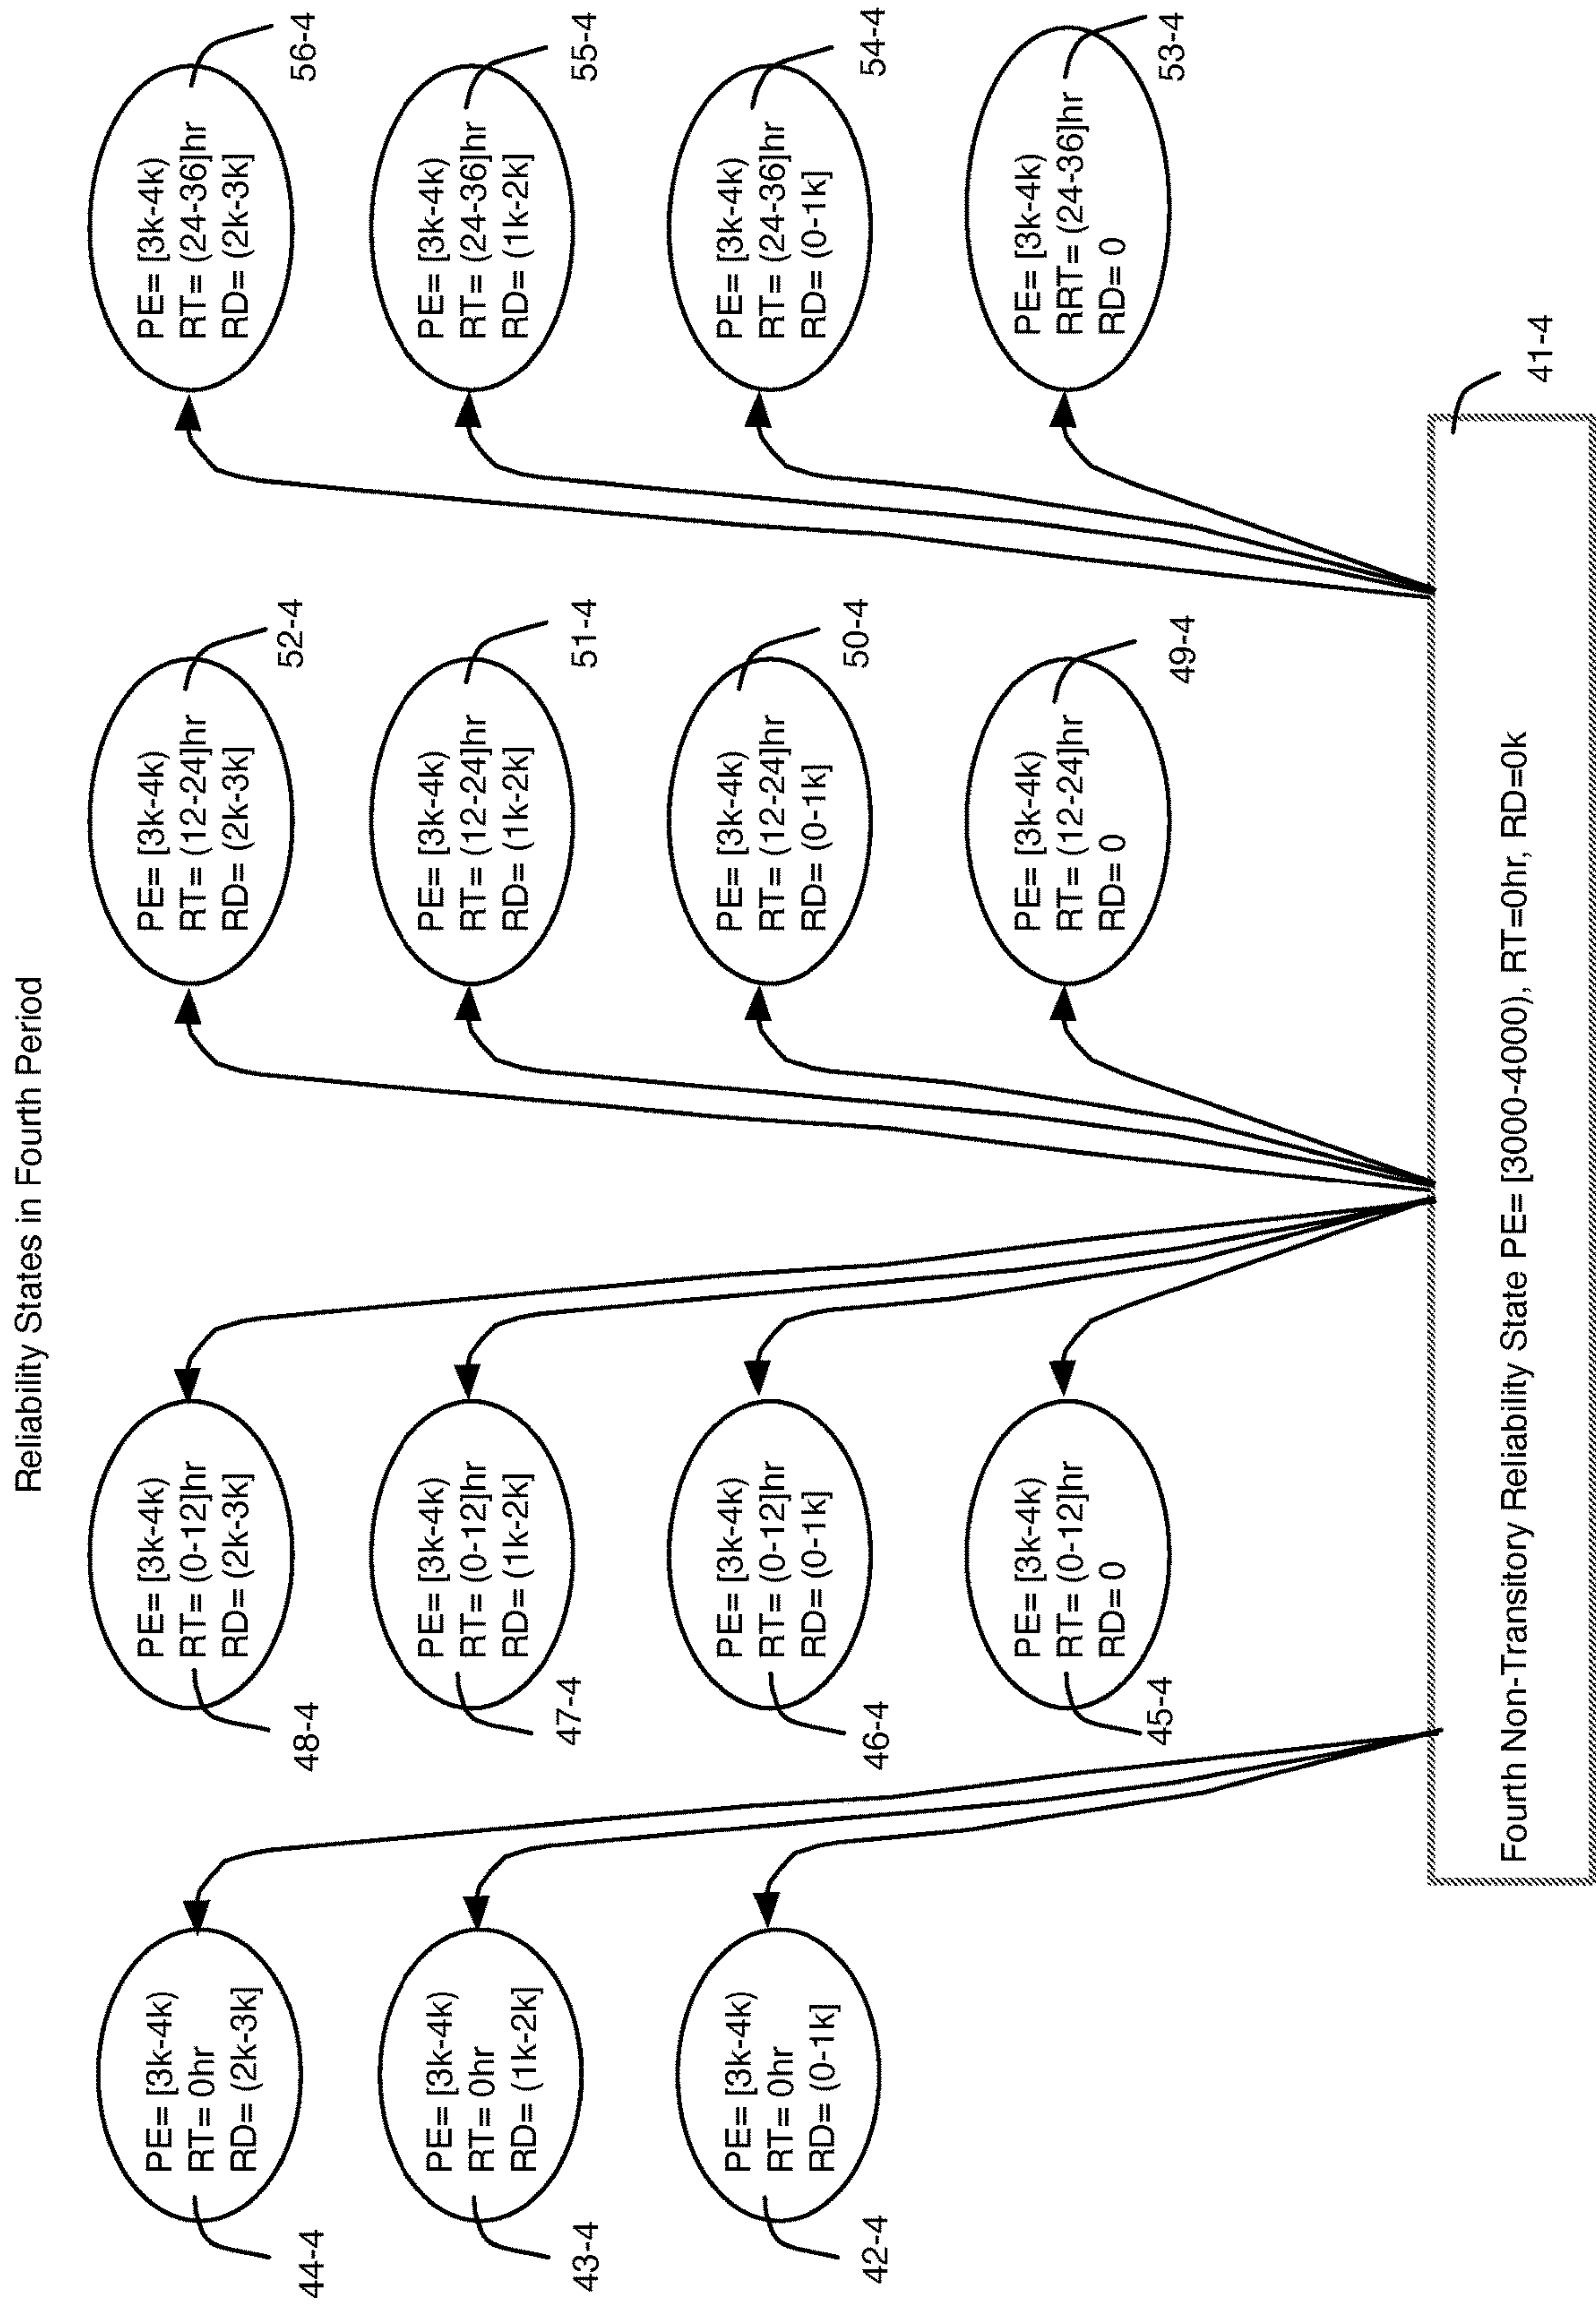 Reliability States in Fourth Period
PE= [3k-4k)
RT= 0hr
RD= (2k-3k]
44-4
PE= [3k-4k)
RT= (0-12]hr
RD= (2k-3k]
48-4
PE= [3k-4k)
RT= (12-24]hr
RD= (2k-3k]
52-4
PE= [3k-4k)
RT= (24-36]hr
RD= (2k-3k]
56-4
PE= [3k-4k)
RT= 0hr
RD= (1k-2k]
43-4
PE= [3k-4k)
RT= (0-12]hr
RD= (1k-2k]
47-4
PE= [3k-4k)
RT= (12-24]hr
RD= (1k-2k]
51-4
PE= [3k-4k)
RT= (24-36]hr
RD= (1k-2k]
55-4
PE= [3k-4k)
RT= 0hr
RD= (0-1k]
42-4
PE= [3k-4k)
RT= (0-12]hr
RD= (0-1k]
46-4
PE= [3k-4k)
RT= (12-24]hr
RD= (0-1k]
50-4
PE= [3k-4k)
RT= (24-36]hr
RD= (0-1k]
54-4
PE= [3k-4k)
RT= (0-12]hr
RD= 0
45-4
PE= [3k-4k)
RT= (12-24]hr
RD= 0
49-4
PE= [3k-4k)
RRT= (24-36]hr
RD= 0
53-4
Fourth Non-Transitory Reliability State PE= [3000-4000), RT=0hr, RD=0k
41-4